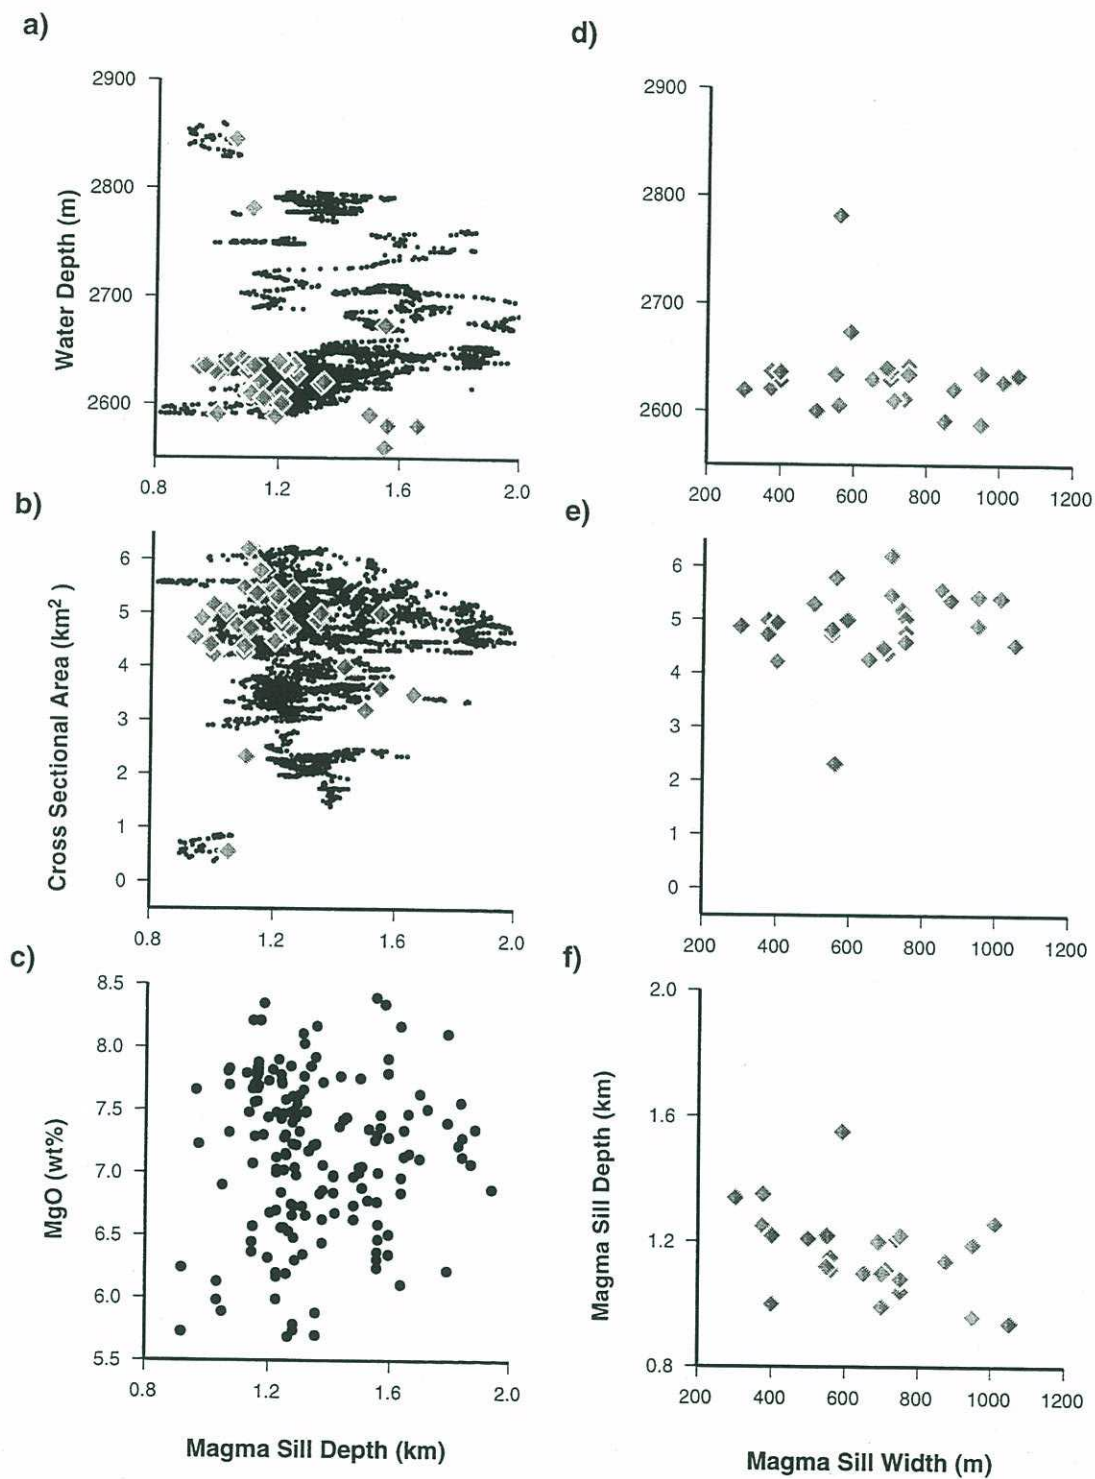 a)
2900
2800
2700
2600
Water Depth (m)
0.8 1.2 1.6 2.0
b)
6
5
4
3
2
1
0
Cross Sectional Area (km²)
0.8 1.2 1.6 2.0
c)
8.5
8.0
7.5
7.0
6.5
6.0
5.5
MgO (wt%)
0.8 1.2 1.6 2.0
Magma Sill Depth (km)
d)
2900
2800
2700
2600
200 400 600 800 1000 1200
e)
6
5
4
3
2
1
0
200 400 600 800 1000 1200
f)
2.0
1.6
1.2
0.8
Magma Sill Depth (km)
200 400 600 800 1000 1200
Magma Sill Width (m)